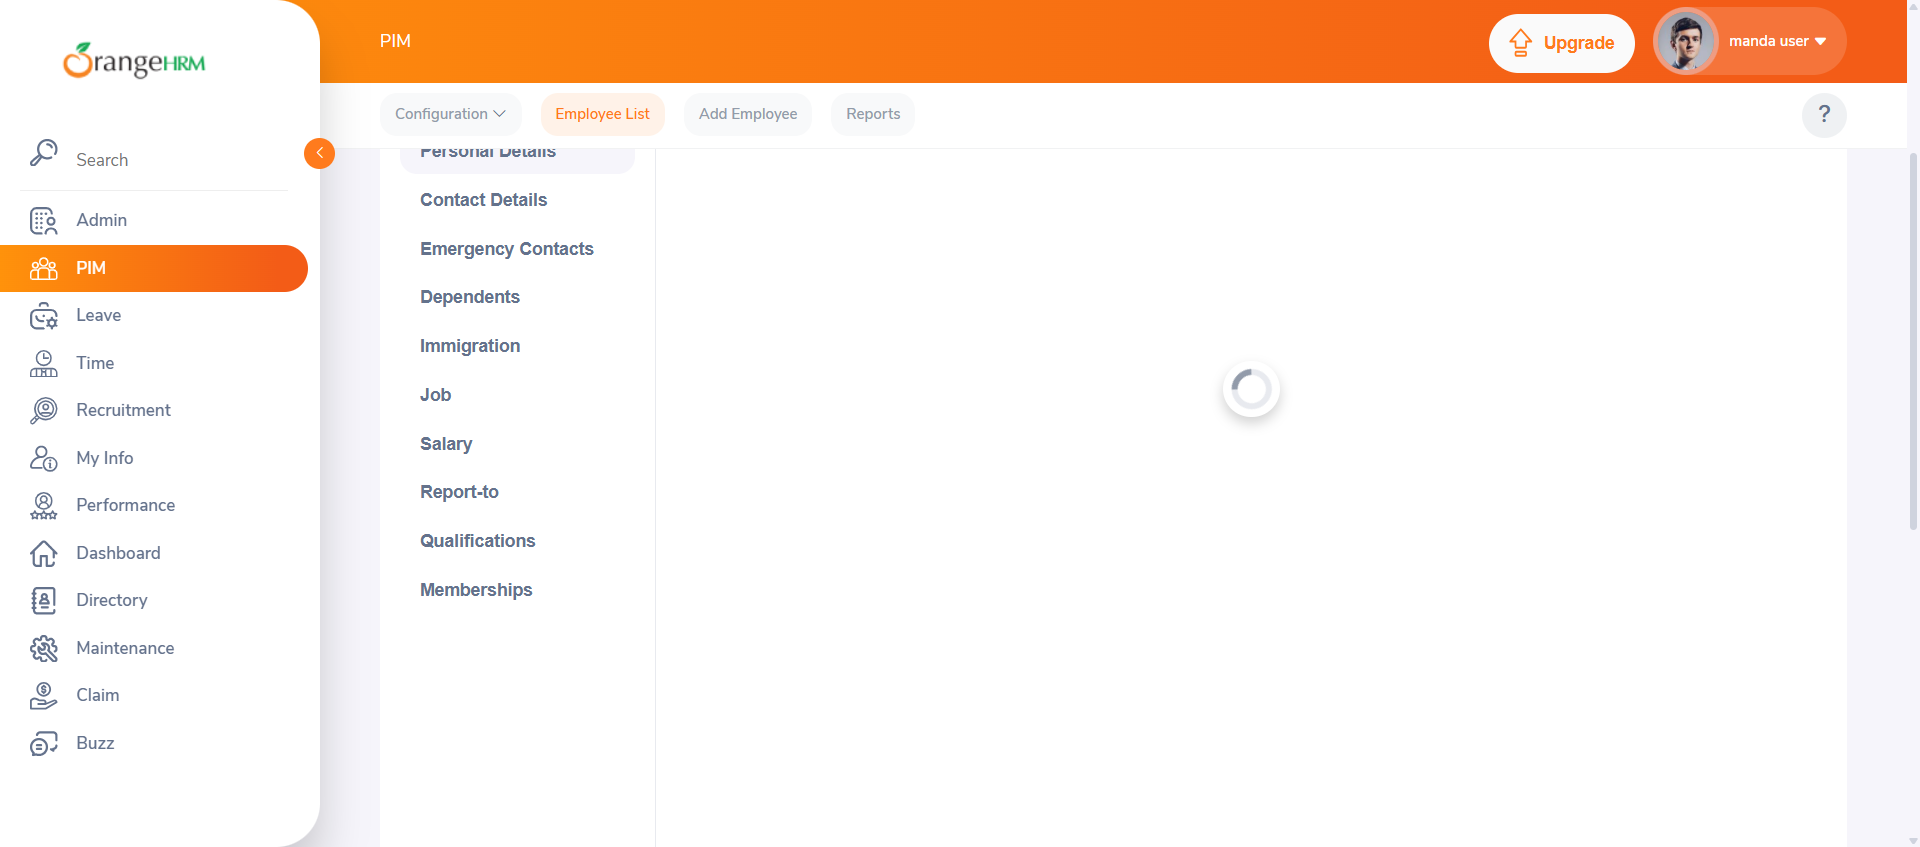 OrangeHRM
PIM
Upgrade
manda user
Configuration
Employee List
Add Employee
Reports
?
Search
Admin
PIM
Leave
Time
Recruitment
My Info
Performance
Dashboard
Directory
Maintenance
Claim
Buzz
Personal Details
Contact Details
Emergency Contacts
Dependents
Immigration
Job
Salary
Report-to
Qualifications
Memberships